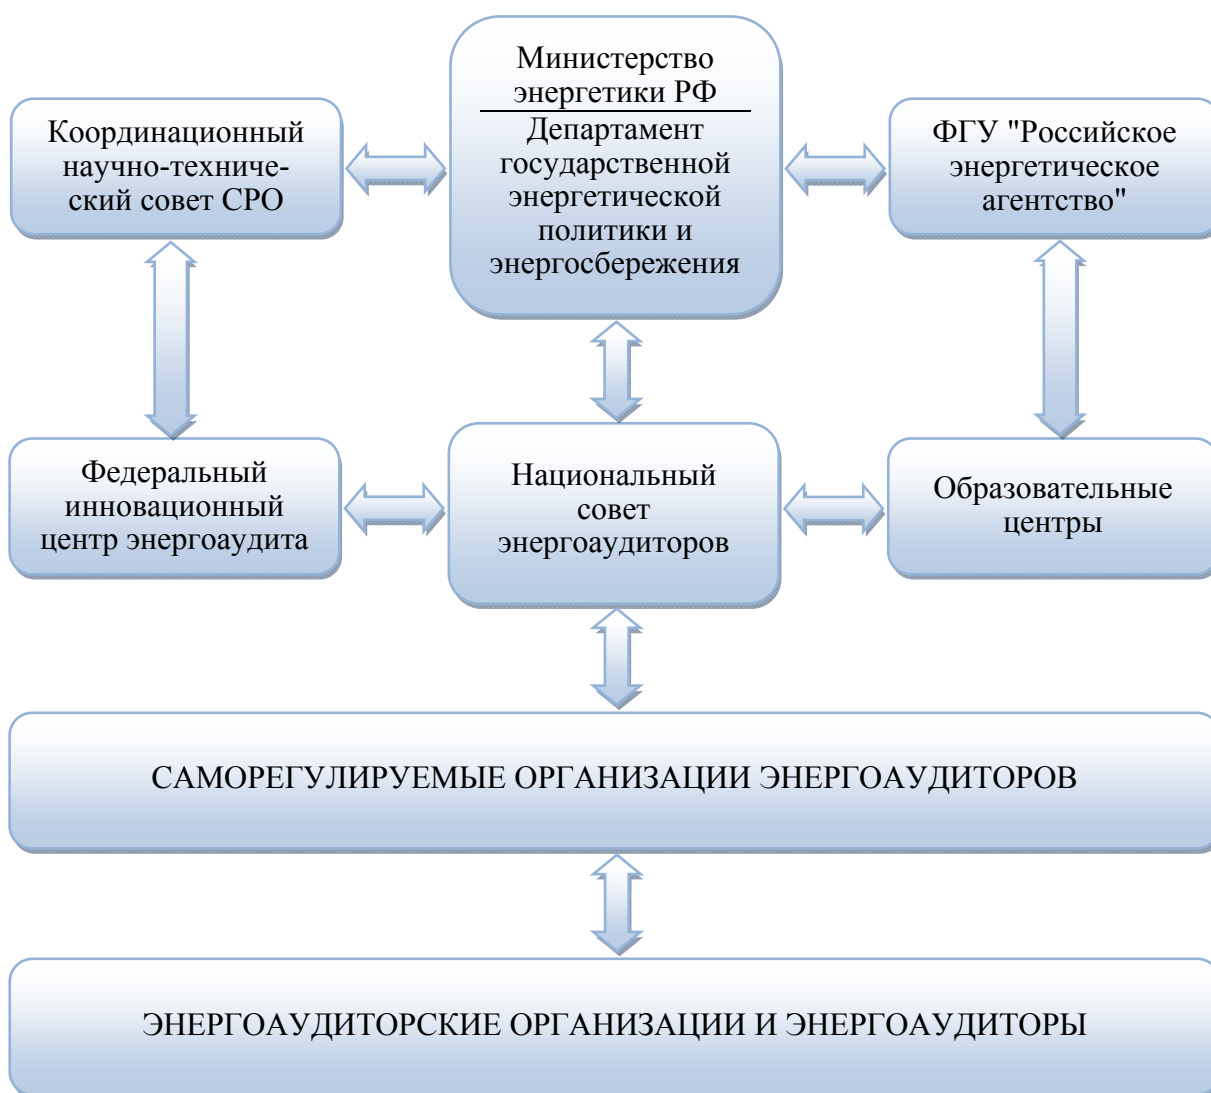 Координационный
научно-техниче-
ский совет СРО
Министерство
энергетики РФ
Департамент
государственной
энергетической
политики и
энергосбережения
ФГУ "Российское
энергетическое
агентство"
Федеральный
инновационный
центр энергоаудита
Национальный
совет
энергоаудиторов
Образовательные
центры
САМОРЕГУЛИРУЕМЫЕ ОРГАНИЗАЦИИ ЭНЕРГОАУДИТОРОВ
ЭНЕРГОАУДИТОРСКИЕ ОРГАНИЗАЦИИ И ЭНЕРГОАУДИТОРЫ